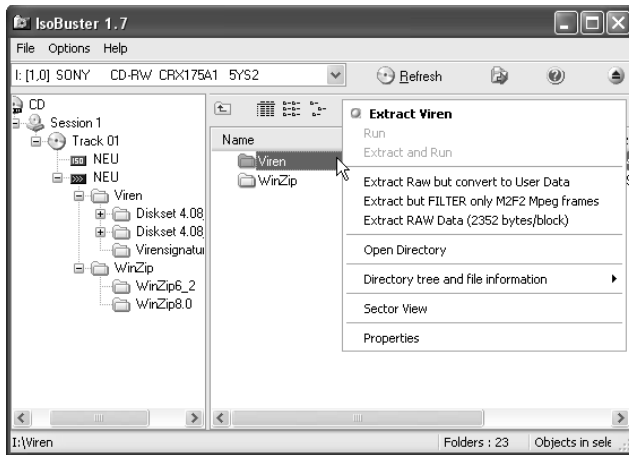 IsoBuster 1.7
File Options Help
I: [1,0] SONY CD-RW CRX175A1 5YS2
Refresh
CD
Session 1
Track 01
ISO NEU
NEU
Viren
Diskset 4.08
Diskset 4.08
Virensignatu
WinZip
WinZip6_2
WinZip8.0
Name
Viren
WinZip
Extract Viren
Run
Extract and Run
Extract Raw but convert to User Data
Extract but FILTER only M2F2 Mpeg frames
Extract RAW Data (2352 bytes/block)
Open Directory
Directory tree and file information
Sector View
Properties
I:\Viren
Folders : 23
Objects in sele